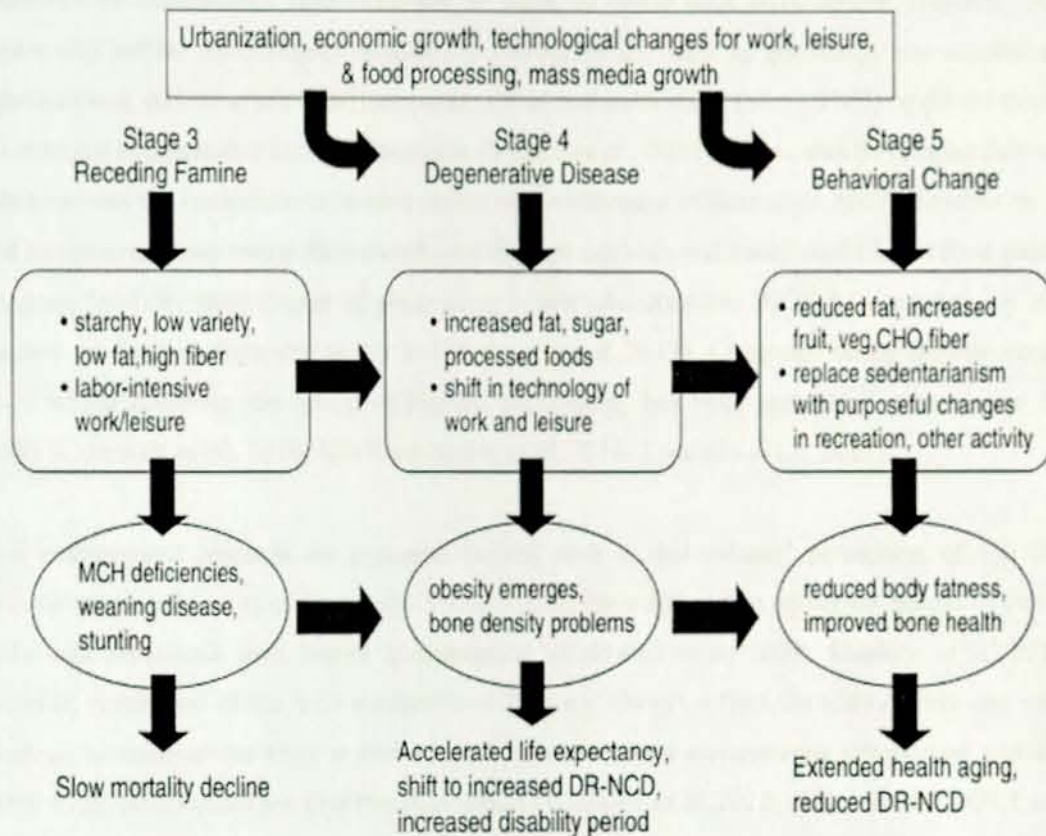 Urbanization, economic growth, technological changes for work, leisure,
& food processing, mass media growth
Stage 3
Receding Famine
Stage 4
Degenerative Disease
Stage 5
Behavioral Change
• starchy, low variety,
low fat,high fiber
• labor-intensive
work/leisure
• increased fat, sugar,
processed foods
• shift in technology of
work and leisure
• reduced fat, increased
fruit, veg,CHO,fiber
• replace sedentarianism
with purposeful changes
in recreation, other activity
MCH deficiencies,
weaning disease,
stunting
obesity emerges,
bone density problems
reduced body fatness,
improved bone health
Slow mortality decline
Accelerated life expectancy,
shift to increased DR-NCD,
increased disability period
Extended health aging,
reduced DR-NCD